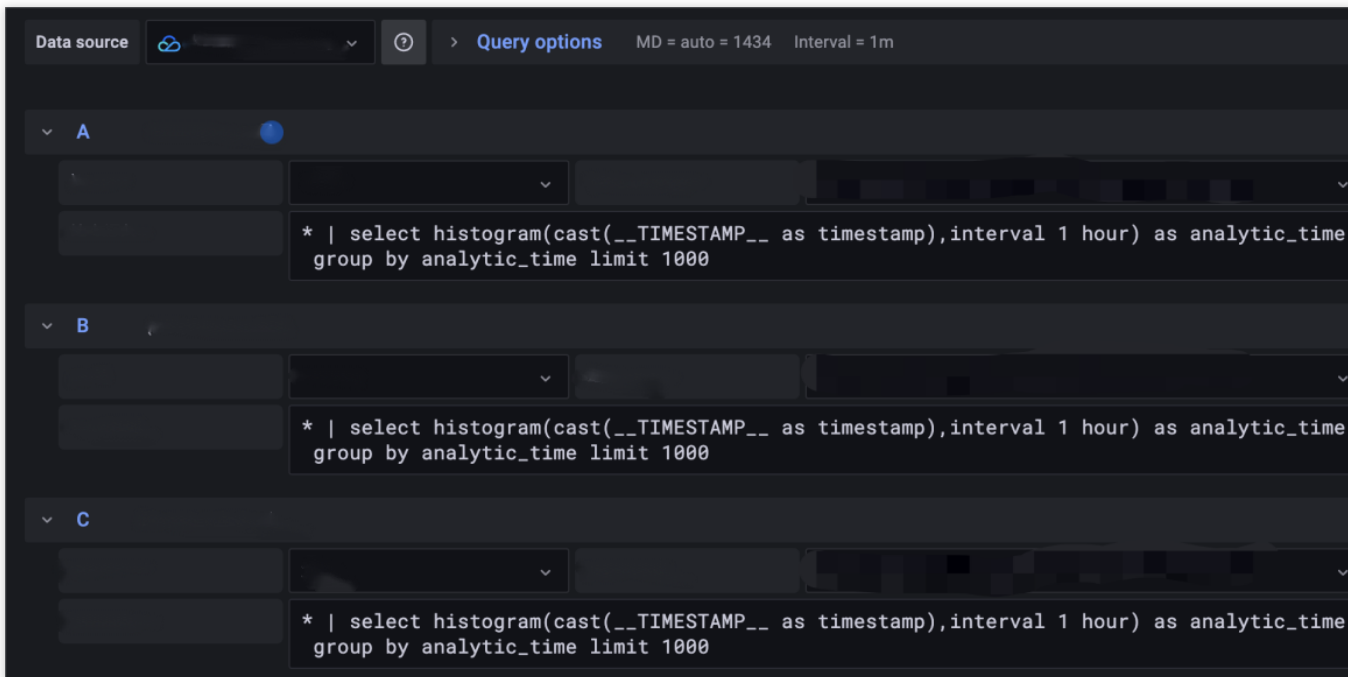 Data source
Query options MD = auto = 1434 Interval = 1m
A
* | select histogram(cast(__TIMESTAMP__ as timestamp),interval 1 hour) as analytic_time
group by analytic_time limit 1000
B
* | select histogram(cast(__TIMESTAMP__ as timestamp),interval 1 hour) as analytic_time
group by analytic_time limit 1000
C
* | select histogram(cast(__TIMESTAMP__ as timestamp),interval 1 hour) as analytic_time
group by analytic_time limit 1000